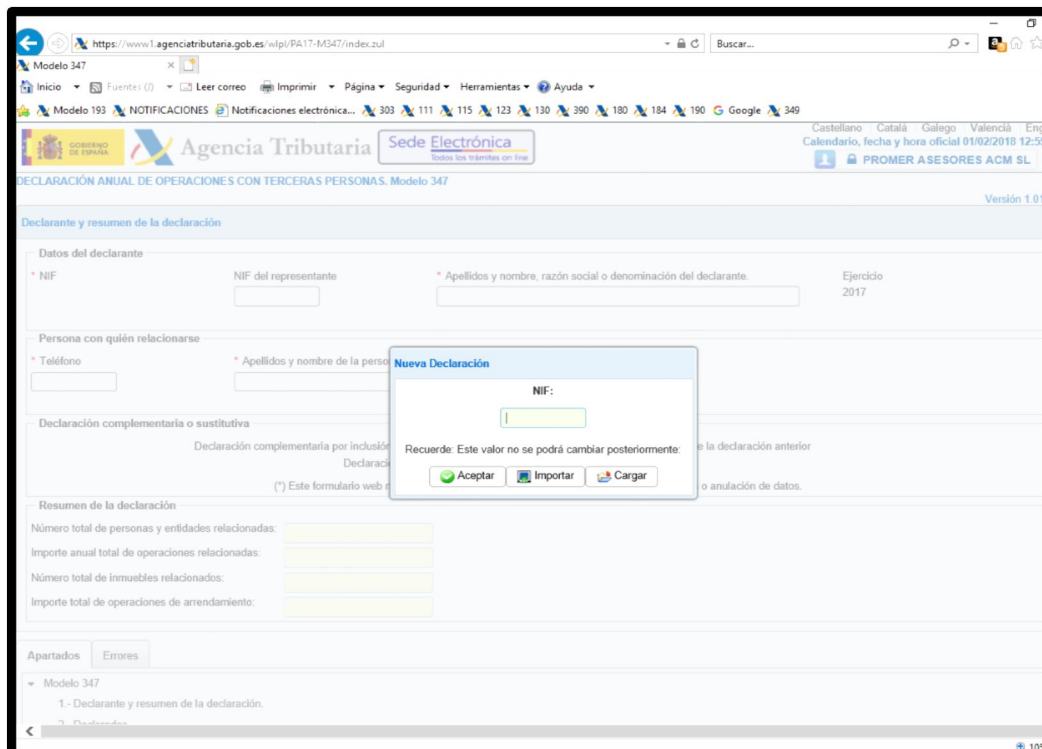 https://www1.agenciatributaria.gob.es/wlpl/PA17-M347/index.zul
Buscar...
Modelo 347
Inicio Fuentes (J) Leer correo Imprimir Página Seguridad Herramientas Ayuda
Modelo 193 NOTIFICACIONES Notificaciones electrónica... 303 111 115 123 130 390 180 184 190 Google 349
Castellano Català Galego Valencià Eng
GOBIERNO DE ESPAÑA
Agencia Tributaria
Sede Electrónica
Todos los trámites on line
Calendario, fecha y hora oficial 01/02/2018 12:55
PROMER ASESORES ACM SL
DECLARACIÓN ANUAL DE OPERACIONES CON TERCERAS PERSONAS. Modelo 347
Versión 1.01
Declarante y resumen de la declaración
Datos del declarante
* NIF NIF del representante * Apellidos y nombre, razón social o denominación del declarante. Ejercicio
2017
Persona con quién relacionarse
* Teléfono * Apellidos y nombre de la perso
Nueva Declaración
NIF:
Recuerde: Este valor no se podrá cambiar posteriormente:
Aceptar Importar Cargar
Declaración complementaria o sustitutiva
Declaración complementaria por inclusión e la declaración anterior
Declaraci
(*) Este formulario web o anulación de datos.
Resumen de la declaración
Número total de personas y entidades relacionadas:
Importe anual total de operaciones relacionadas:
Número total de inmuebles relacionados:
Importe total de operaciones de arrendamiento:
Apartados Errores
Modelo 347
1.- Declarante y resumen de la declaración.
2.- Declarados
105